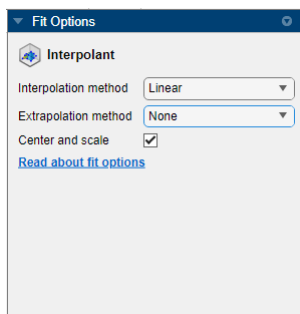 Fit Options
Interpolant
Interpolation method Linear
Extrapolation method None
Center and scale
Read about fit options